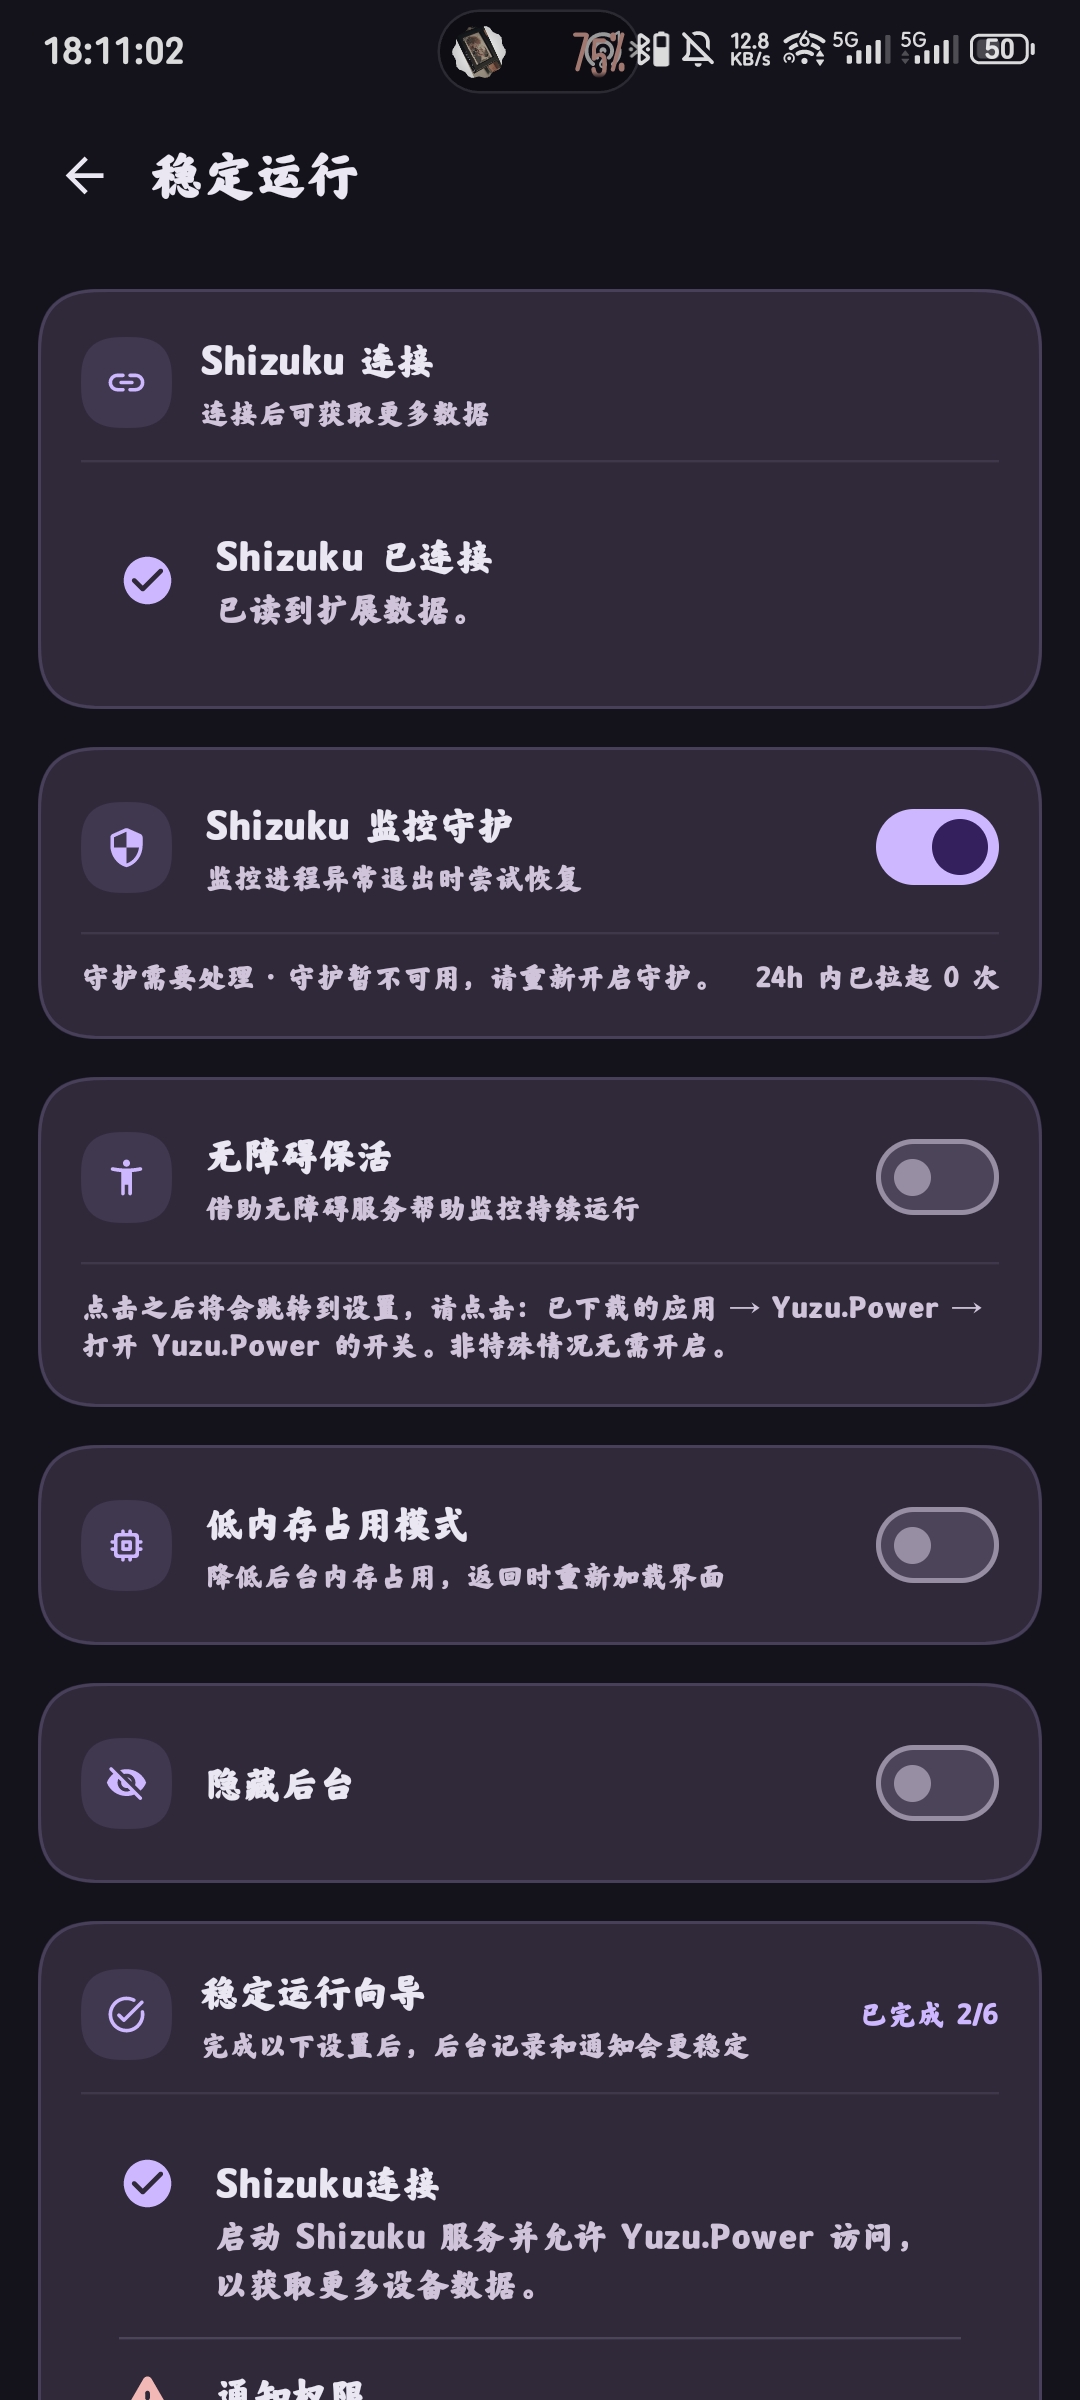 18:11:02
12.8
KB/s
5G
5G
50
稳定运行
Shizuku 连接
连接后可获取更多数据
Shizuku 已连接
已读到扩展数据。
Shizuku 监控守护
监控进程异常退出时尝试恢复
守护需要处理 · 守护暂不可用，请重新开启守护。 24h 内已拉起 0 次
无障碍保活
借助无障碍服务帮助监控持续运行
点击之后将会跳转到设置，请点击：已下载的应用 → Yuzu.Power →
打开 Yuzu.Power 的开关。非特殊情况无需开启。
低内存占用模式
降低后台内存占用，返回时重新加载界面
隐藏后台
稳定运行向导
已完成 2/6
完成以下设置后，后台记录和通知会更稳定
Shizuku连接
启动 Shizuku 服务并允许 Yuzu.Power 访问，
以获取更多设备数据。
通知权限